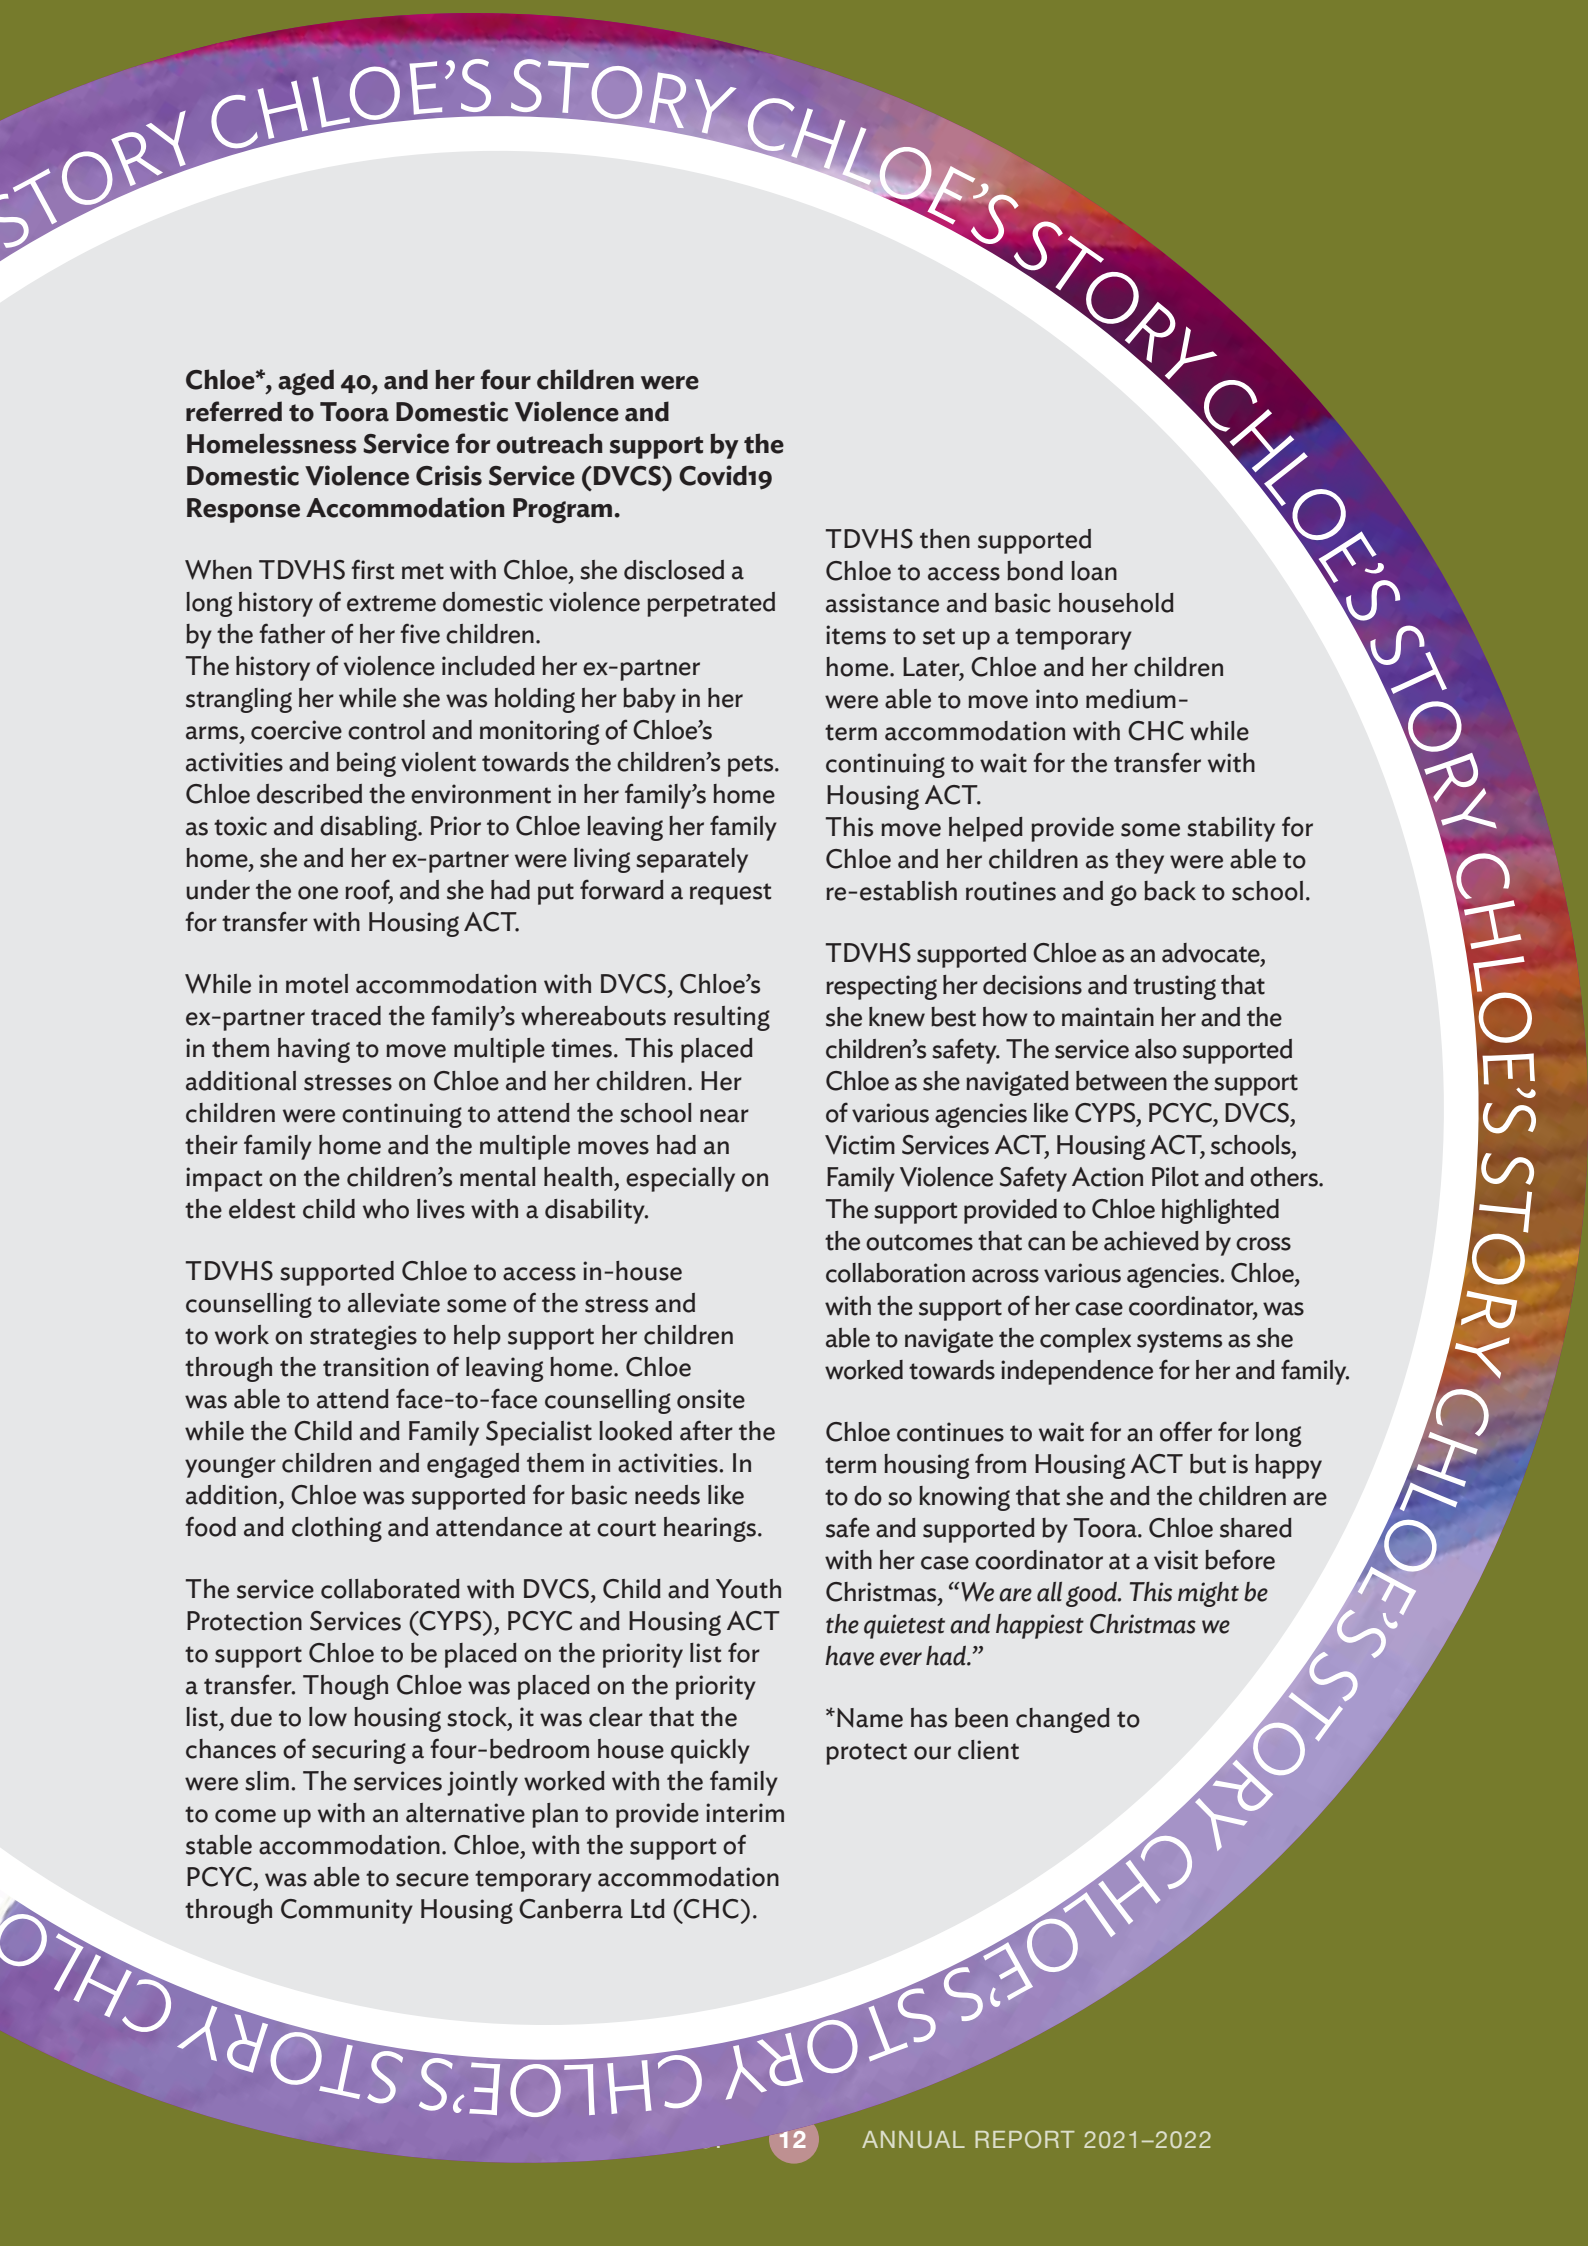 STORY CHLOE'S STORY CHLOE'S STORY CHLOE'S STORY CHLOE'S STORY CHLOE'S STORY CHLOE'S STORY CHLOE'S STORY CHLO
Chloe*, aged 40, and her four children were
referred to Toora Domestic Violence and
Homelessness Service for outreach support by the
Domestic Violence Crisis Service (DVCS) Covid19
Response Accommodation Program.
When TDVHS first met with Chloe, she disclosed a
long history of extreme domestic violence perpetrated
by the father of her five children.
The history of violence included her ex-partner
strangling her while she was holding her baby in her
arms, coercive control and monitoring of Chloe’s
activities and being violent towards the children’s pets.
Chloe described the environment in her family’s home
as toxic and disabling. Prior to Chloe leaving her family
home, she and her ex-partner were living separately
under the one roof, and she had put forward a request
for transfer with Housing ACT.
While in motel accommodation with DVCS, Chloe’s
ex-partner traced the family’s whereabouts resulting
in them having to move multiple times. This placed
additional stresses on Chloe and her children. Her
children were continuing to attend the school near
their family home and the multiple moves had an
impact on the children’s mental health, especially on
the eldest child who lives with a disability.
TDVHS supported Chloe to access in-house
counselling to alleviate some of the stress and
to work on strategies to help support her children
through the transition of leaving home. Chloe
was able to attend face-to-face counselling onsite
while the Child and Family Specialist looked after the
younger children and engaged them in activities. In
addition, Chloe was supported for basic needs like
food and clothing and attendance at court hearings.
The service collaborated with DVCS, Child and Youth
Protection Services (CYPS), PCYC and Housing ACT
to support Chloe to be placed on the priority list for
a transfer. Though Chloe was placed on the priority
list, due to low housing stock, it was clear that the
chances of securing a four-bedroom house quickly
were slim. The services jointly worked with the family
to come up with an alternative plan to provide interim
stable accommodation. Chloe, with the support of
PCYC, was able to secure temporary accommodation
through Community Housing Canberra Ltd (CHC).
TDVHS then supported
Chloe to access bond loan
assistance and basic household
items to set up a temporary
home. Later, Chloe and her children
were able to move into medium-
term accommodation with CHC while
continuing to wait for the transfer with
Housing ACT.
This move helped provide some stability for
Chloe and her children as they were able to
re-establish routines and go back to school.
TDVHS supported Chloe as an advocate,
respecting her decisions and trusting that
she knew best how to maintain her and the
children’s safety. The service also supported
Chloe as she navigated between the support
of various agencies like CYPS, PCYC, DVCS,
Victim Services ACT, Housing ACT, schools,
Family Violence Safety Action Pilot and others.
The support provided to Chloe highlighted
the outcomes that can be achieved by cross
collaboration across various agencies. Chloe,
with the support of her case coordinator, was
able to navigate the complex systems as she
worked towards independence for her and family.
Chloe continues to wait for an offer for long
term housing from Housing ACT but is happy
to do so knowing that she and the children are
safe and supported by Toora. Chloe shared
with her case coordinator at a visit before
Christmas, “We are all good. This might be
the quietest and happiest Christmas we
have ever had.”
*Name has been changed to
protect our client
12 ANNUAL REPORT 2021–2022